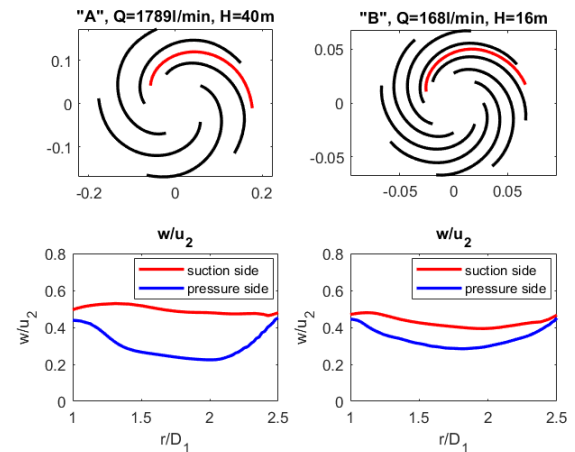 "A", Q=1789l/min, H=40m
"B", Q=168l/min, H=16m
0.1
0
-0.1
-0.2
0
0.2
0.05
0
-0.05
-0.05
0
0.05
w/u2
w/u2
0.8
0.6
0.4
0.2
0
w/u2
suction side
pressure side
1
1.5
2
2.5
r/D1
0.8
0.6
0.4
0.2
0
w/u2
suction side
pressure side
1
1.5
2
2.5
r/D1